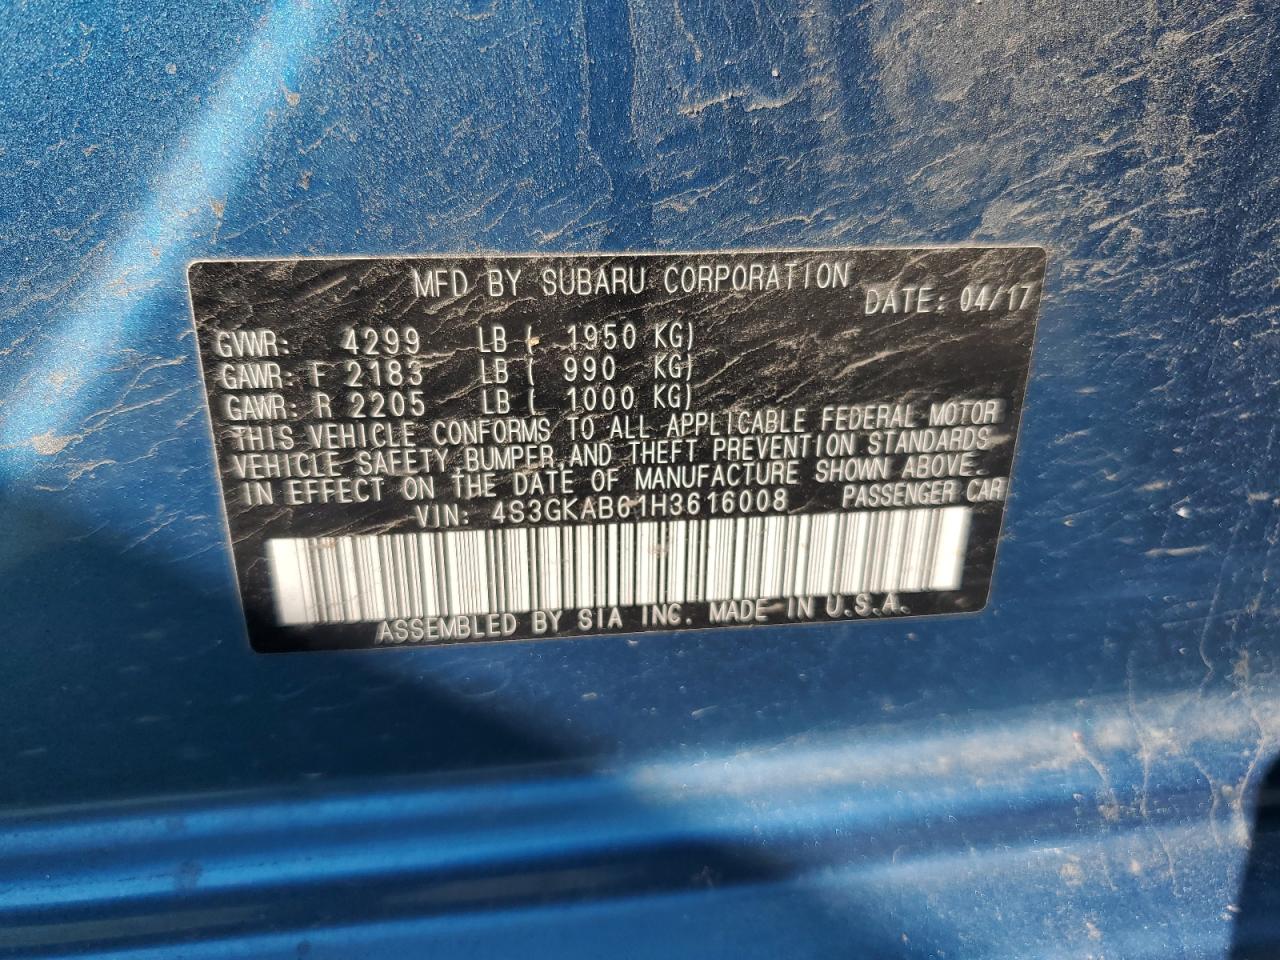 MFD BY SUBARU CORPORATION
DATE: 04/17
GVWR: 4299 LB ( 1950 KG)
GAWR: F 2183 LB ( 990 KG)
GAWR: R 2205 LB ( 1000 KG)
THIS VEHICLE CONFORMS TO ALL APPLICABLE FEDERAL MOTOR
VEHICLE SAFETY BUMPER AND THEFT PREVENTION STANDARDS
IN EFFECT ON THE DATE OF MANUFACTURE SHOWN ABOVE.
VIN: 4S3GKAB61H3616008 PASSENGER CAR
ASSEMBLED BY SIA INC. MADE IN U.S.A.